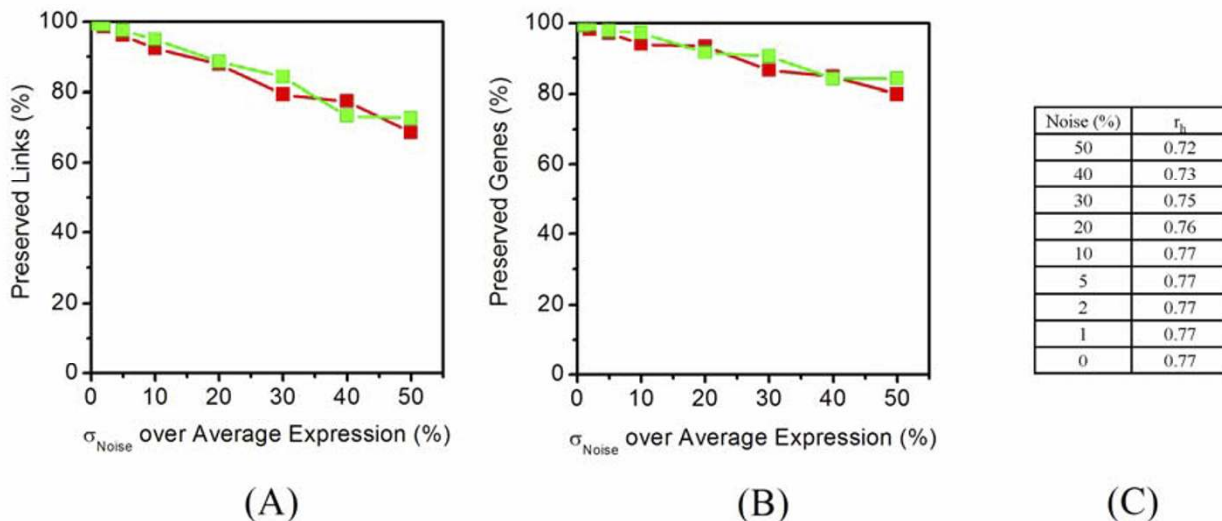 100
80
60
40
20
0
Preserved Links (%)
0 10 20 30 40 50
σNoise over Average Expression (%)
(A)
100
80
60
40
20
0
Preserved Genes (%)
0 10 20 30 40 50
σNoise over Average Expression (%)
(B)
Noise (%) rh
50 0.72
40 0.73
30 0.75
20 0.76
10 0.77
5 0.77
2 0.77
1 0.77
0 0.77
(C)